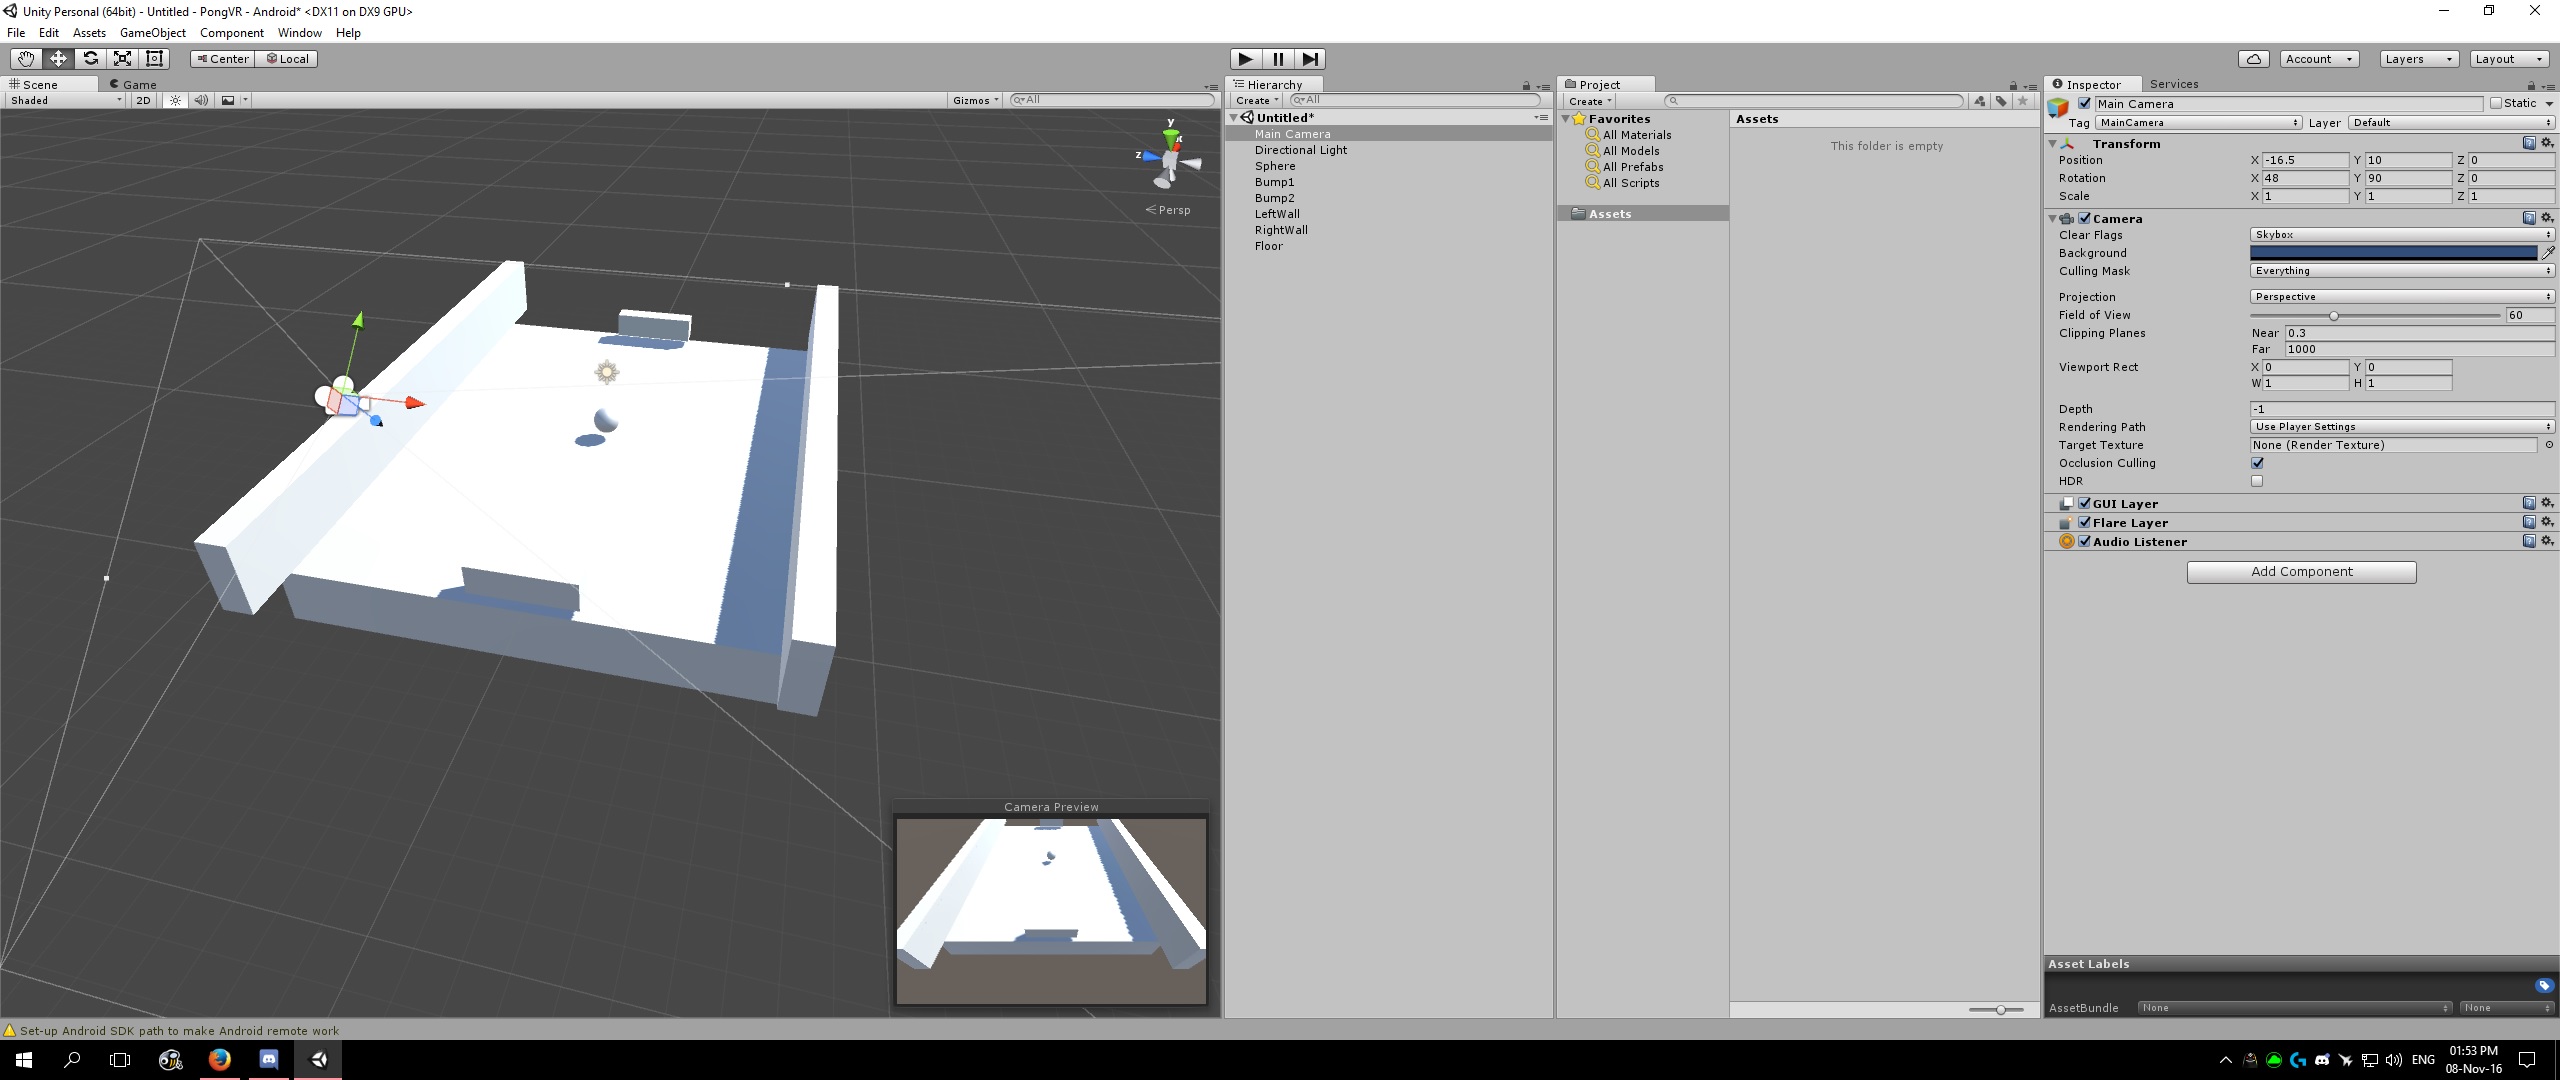 Unity Personal (64bit) - Untitled - PongVR - Android* <DX11 on DX9 GPU>
File Edit Assets GameObject Component Window Help
Center Local
Account Layers Layout
Scene Game
Shaded 2D Gizmos All
y
x
z
Persp
Camera Preview
Hierarchy
Create All
Untitled*
Main Camera
Directional Light
Sphere
Bump1
Bump2
LeftWall
RightWall
Floor
Project
Create
Favorites
All Materials
All Models
All Prefabs
All Scripts
Assets
Assets
This folder is empty
Inspector Services
Main Camera Static
Tag MainCamera Layer Default
Transform
Position X -16.5 Y 10 Z 0
Rotation X 48 Y 90 Z 0
Scale X 1 Y 1 Z 1
Camera
Clear Flags Skybox
Background
Culling Mask Everything
Projection Perspective
Field of View 60
Clipping Planes Near 0.3
Far 1000
Viewport Rect X 0 Y 0
W 1 H 1
Depth -1
Rendering Path Use Player Settings
Target Texture None (Render Texture)
Occlusion Culling
HDR
GUI Layer
Flare Layer
Audio Listener
Add Component
Asset Labels
AssetBundle None None
Set-up Android SDK path to make Android remote work
ENG
01:53 PM
08-Nov-16